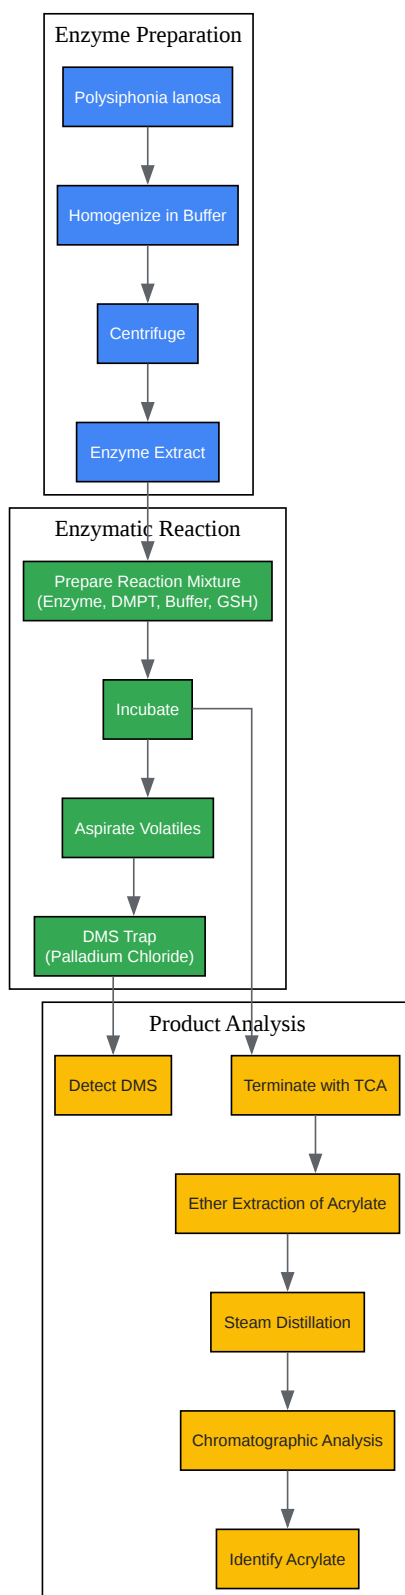 Enzyme Preparation
Polysiphonia lanosa
Homogenize in Buffer
Centrifuge
Enzyme Extract
Enzymatic Reaction
Prepare Reaction Mixture
(Enzyme, DMPT, Buffer, GSH)
Incubate
Aspirate Volatiles
DMS Trap
(Palladium Chloride)
Product Analysis
Detect DMS
Terminate with TCA
Ether Extraction of Acrylate
Steam Distillation
Chromatographic Analysis
Identify Acrylate